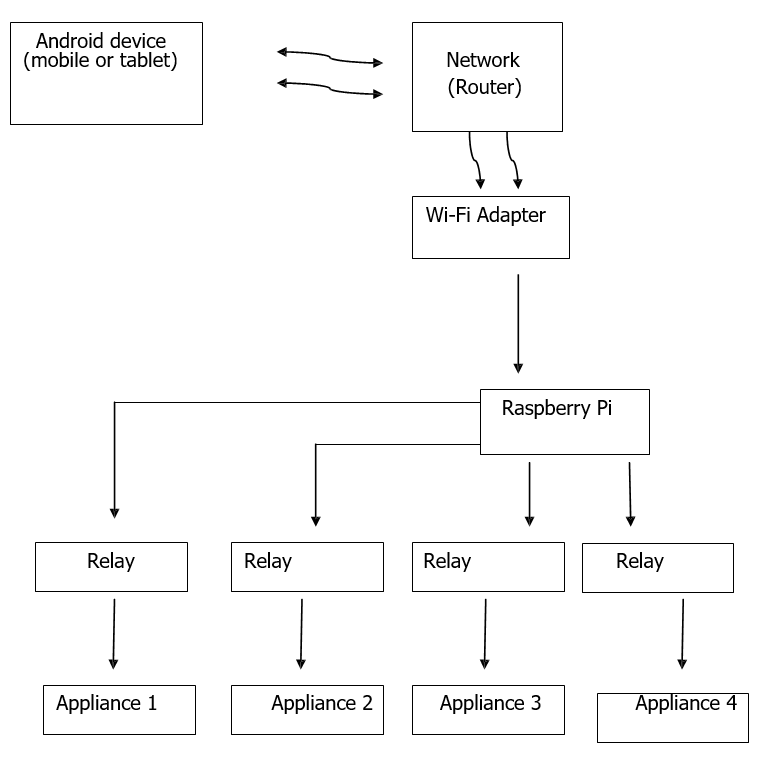 Android device
(mobile or tablet)
Network
(Router)
Wi-Fi Adapter
Raspberry Pi
Relay
Relay
Relay
Relay
Appliance 1
Appliance 2
Appliance 3
Appliance 4